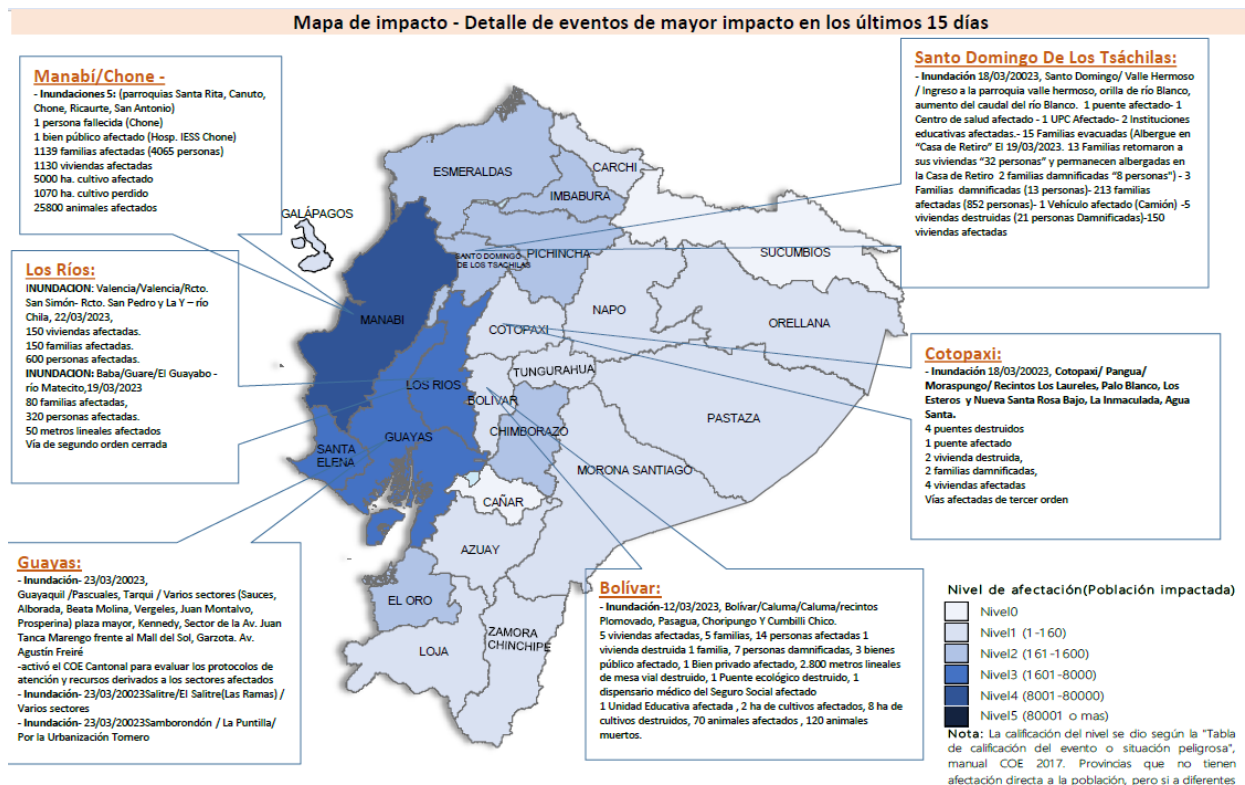 Mapa de impacto - Detalle de eventos de mayor impacto en los últimos 15 días
Manabí/Chone -
- Inundaciones 5: (parroquias Santa Rita, Canuto,
Chone, Ricaurte, San Antonio)
1 persona fallecida (Chone)
1 bien público afectado (Hosp. IESS Chone)
1139 familias afectadas (4065 personas)
1130 viviendas afectadas
5000 ha. cultivo afectado
1070 ha. cultivo perdido
25800 animales afectados
Santo Domingo De Los Tsáchilas:
- Inundación 18/03/20023, Santo Domingo/ Valle Hermoso
/ Ingreso a la parroquia valle hermoso, orilla de río Blanco,
aumento del caudal del río Blanco. 1 puente afectado- 1
Centro de salud afectado - 1 UPC Afectado- 2 Instituciones
educativas afectadas.- 15 Familias evacuadas (Albergue en
“Casa de Retiro” El 19/03/2023. 13 Familias retornaron a
sus viviendas “32 personas” y permanecen albergadas en
la Casa de Retiro 2 familias damnificadas “8 personas”) - 3
Familias damnificadas (13 personas)- 213 familias
afectadas (852 personas)- 1 Vehículo afectado (Camión) -5
viviendas destruidas (21 personas Damnificadas)-150
viviendas afectadas
Los Ríos:
INUNDACION: Valencia/Valencia/Rcto.
San Simón- Rcto. San Pedro y La Y – río
Chila, 22/03/2023,
150 viviendas afectadas.
150 familias afectadas.
600 personas afectadas.
INUNDACION: Baba/Guare/El Guayabo -
río Matecito,19/03/2023
80 familias afectadas,
320 personas afectadas.
50 metros lineales afectados
Vía de segundo orden cerrada
Cotopaxi:
- Inundación 18/03/20023, Cotopaxi/ Pangua/
Moraspungo/ Recintos Los Laureles, Palo Blanco, Los
Esteros y Nueva Santa Rosa Bajo, La Inmaculada, Agua
Santa.
4 puentes destruidos
1 puente afectado
2 vivienda destruida,
2 familias damnificadas,
4 viviendas afectadas
Vías afectadas de tercer orden
Guayas:
- Inundación- 23/03/20023,
Guayaquil /Pascuales, Tarqui / Varios sectores (Sauces,
Alborada, Beata Molina, Vergeles, Juan Montalvo,
Prosperina) plaza mayor, Kennedy, Sector de la Av. Juan
Tanca Marengo frente al Mall del Sol, Garzota. Av.
Agustín Freiré
-activó el COE Cantonal para evaluar los protocolos de
atención y recursos derivados a los sectores afectados
- Inundación- 23/03/20023Salitre/El Salitre(Las Ramas) /
Varios sectores
- Inundación- 23/03/20023Samborondón / La Puntilla/
Por la Urbanización Tornero
Bolívar:
- Inundación-12/03/2023, Bolívar/Caluma/Caluma/recintos
Plomovado, Pasagua, Choripungo Y Cumbilli Chico.
5 viviendas afectadas, 5 familias, 14 personas afectadas 1
vivienda destruida 1 familia, 7 personas damnificadas, 3 bienes
público afectado, 1 Bien privado afectado, 2.800 metros lineales
de mesa vial destruido, 1 Puente ecológico destruido, 1
dispensario médico del Seguro Social afectado
1 Unidad Educativa afectada , 2 ha de cultivos afectados, 8 ha de
cultivos destruidos, 70 animales afectados , 120 animales
muertos.
CARCHI
ESMERALDAS
IMBABURA
GALÁPAGOS
SUCUMBIOS
PICHINCHA
SANTO DOMINGO
DE LOS TSACHILAS
NAPO
MANABI
ORELLANA
COTOPAXI
TUNGURAHUA
LOS RIOS
BOLIVAR
PASTAZA
CHIMBORAZO
GUAYAS
SANTA
ELENA
MORONA SANTIAGO
CAÑAR
AZUAY
EL ORO
ZAMORA
CHINCHIPE
LOJA
Nivel de afectación(Población impactada)
Nivel0
Nivel1 (1-160)
Nivel2 (161-1600)
Nivel3 (1601-8000)
Nivel4 (8001-80000)
Nivel5 (80001 o mas)
Nota: La calificación del nivel se dio según la "Tabla
de calificación del evento o situación peligrosa",
manual COE 2017. Provincias que no tienen
afectación directa a la población, pero si a diferentes